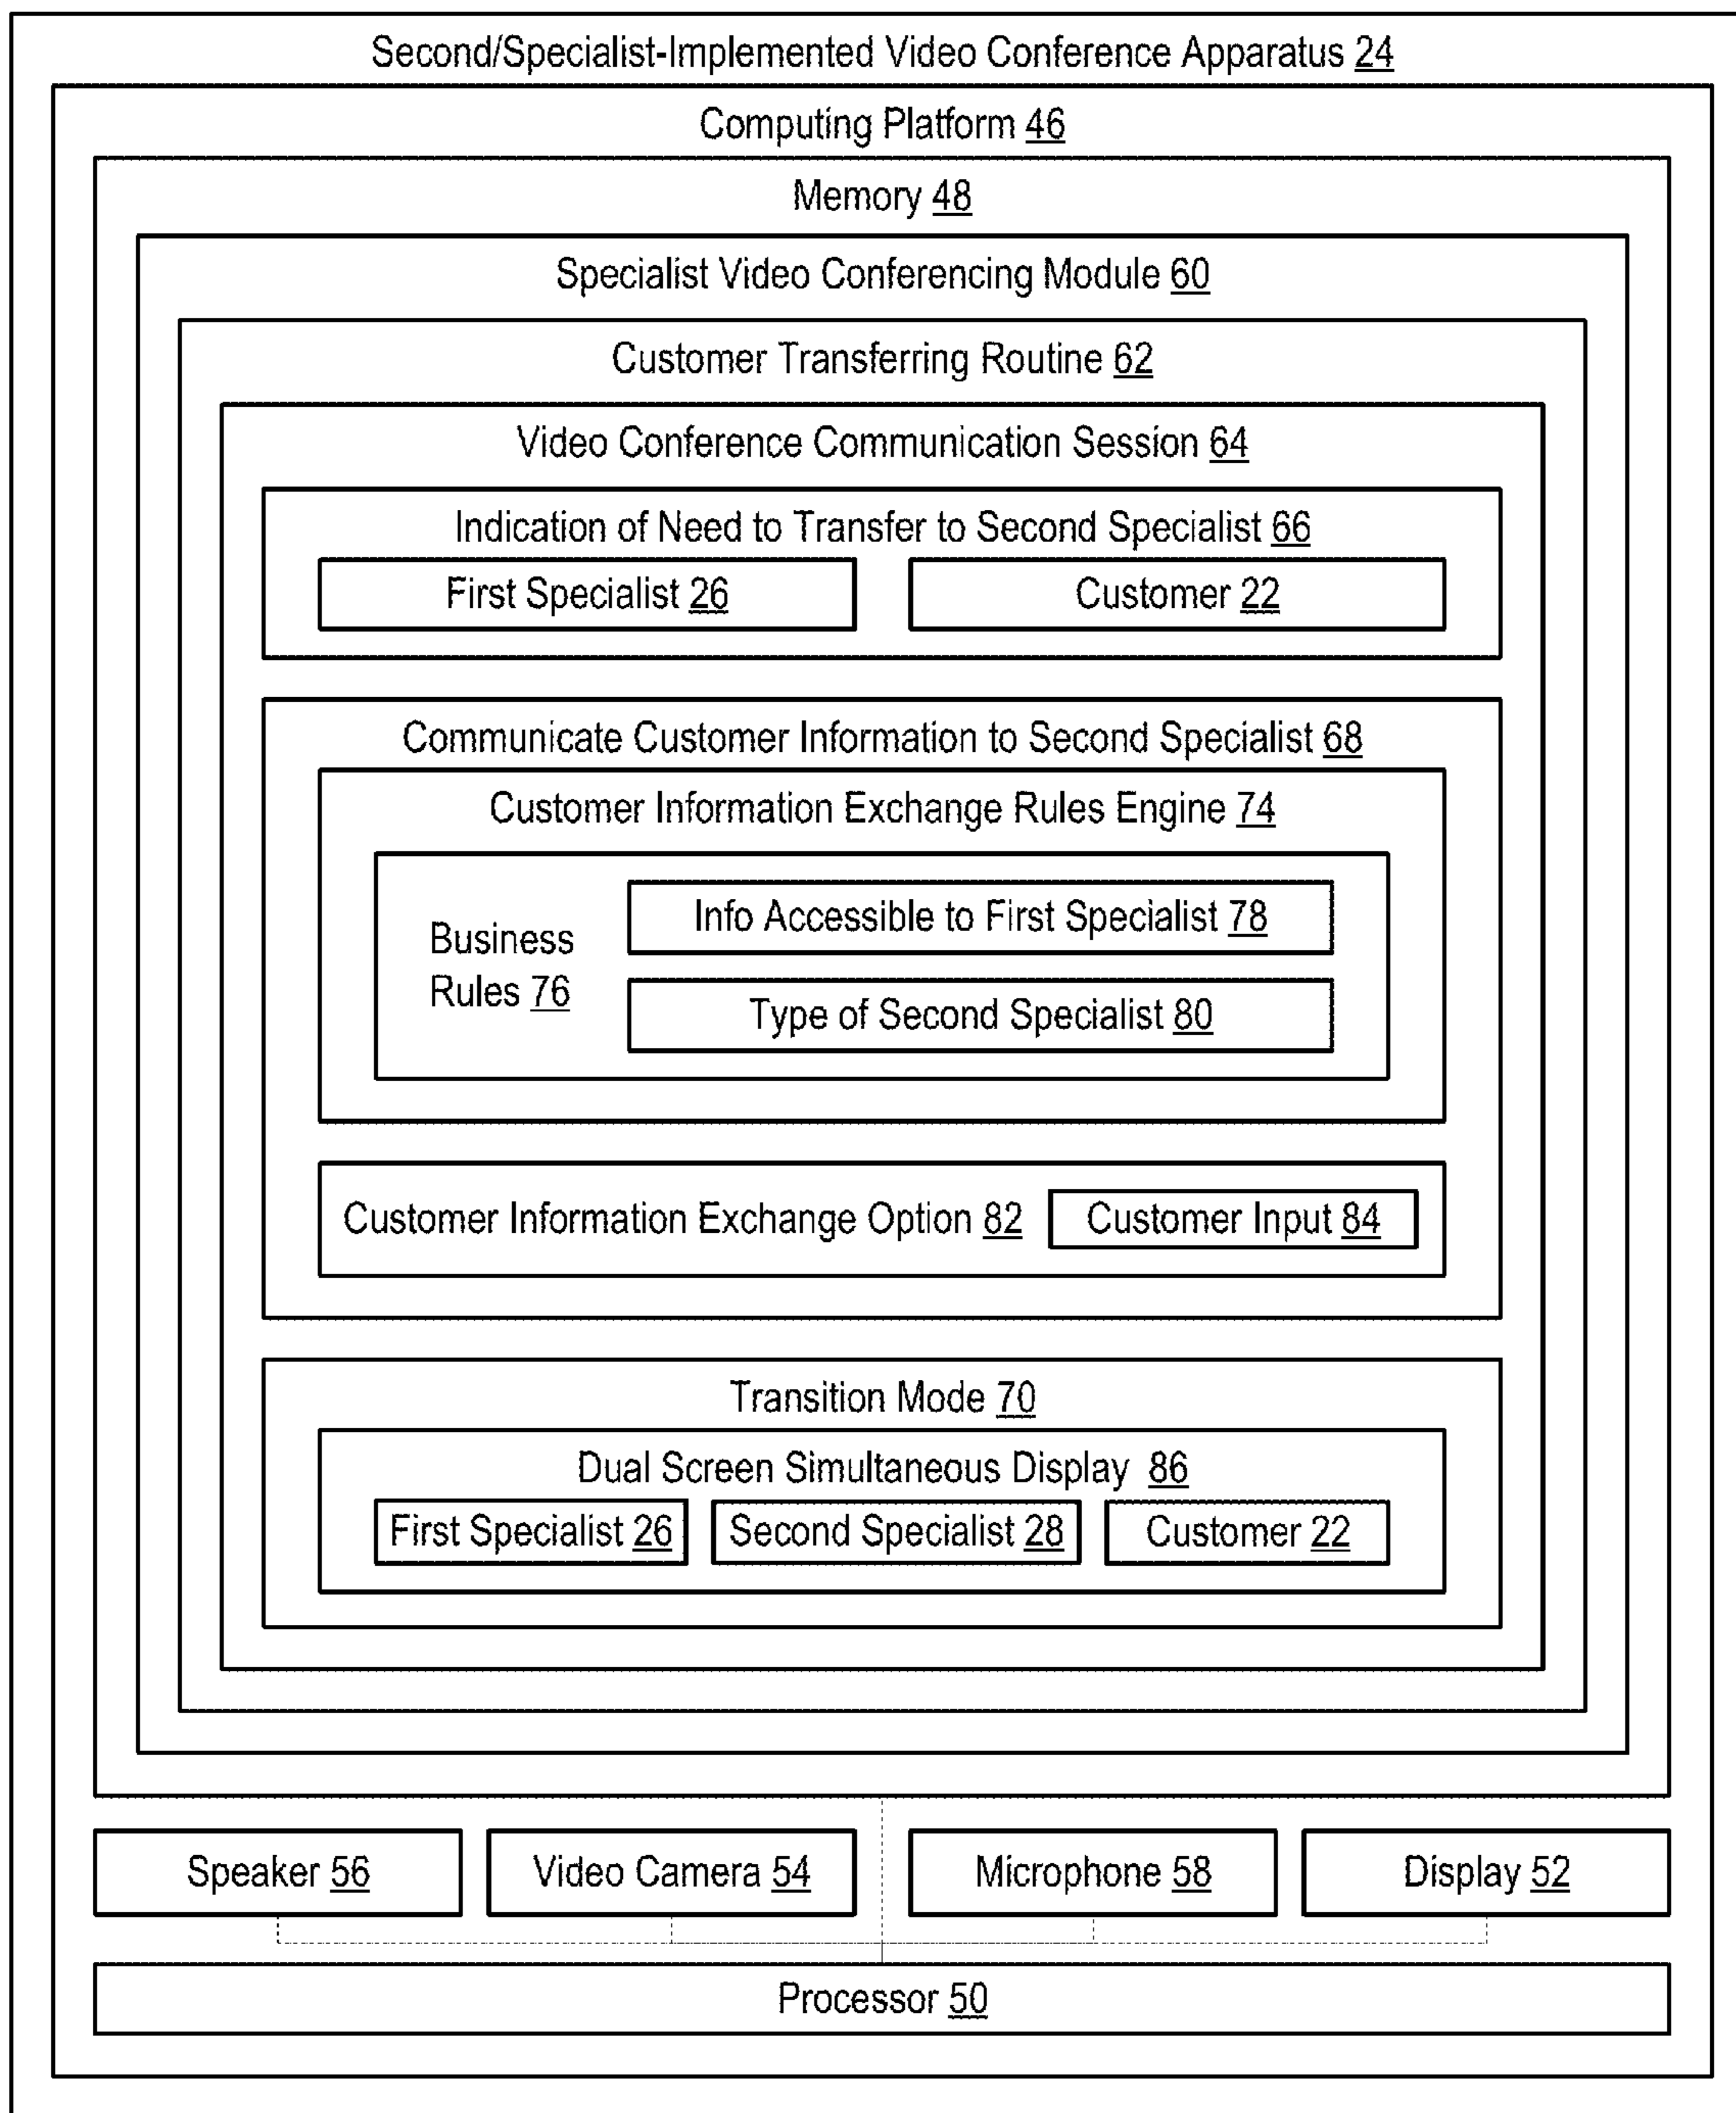 Second/Specialist-Implemented Video Conference Apparatus 24
Computing Platform 46
Memory 48
Specialist Video Conferencing Module 60
Customer Transferring Routine 62
Video Conference Communication Session 64
Indication of Need to Transfer to Second Specialist 66
First Specialist 26
Customer 22
Communicate Customer Information to Second Specialist 68
Customer Information Exchange Rules Engine 74
Business
Rules 76
Info Accessible to First Specialist 78
Type of Second Specialist 80
Customer Information Exchange Option 82
Customer Input 84
Transition Mode 70
Dual Screen Simultaneous Display 86
First Specialist 26
Second Specialist 28
Customer 22
Speaker 56
Video Camera 54
Microphone 58
Display 52
Processor 50